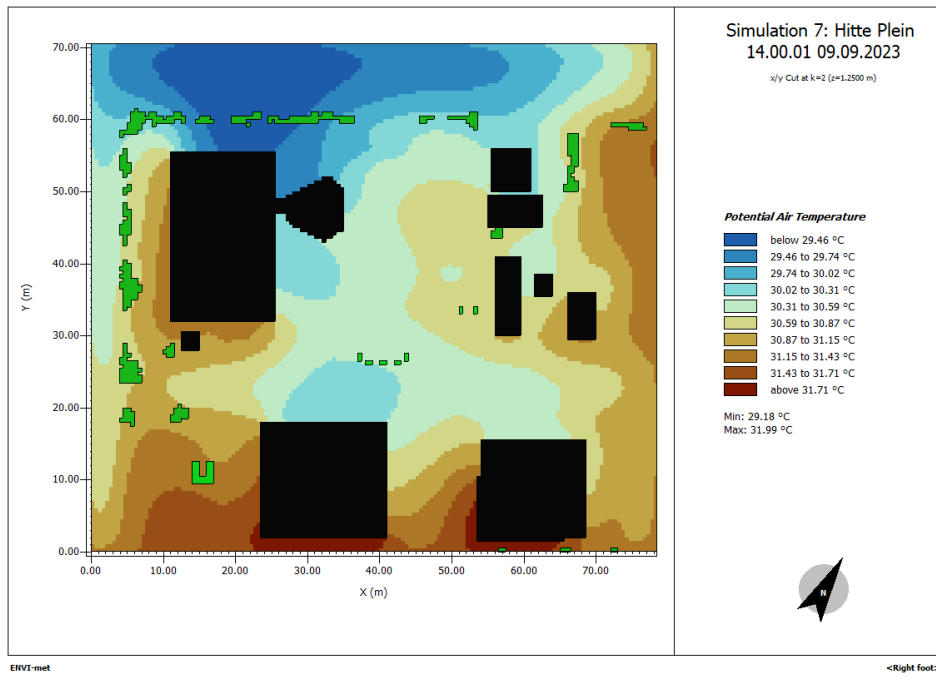 Simulation 7: Hitte Plein
14.00.01 09.09.2023
x/y Cut at k=2 (z=1.2500 m)
70.00
60.00
50.00
40.00
30.00
20.00
10.00
0.00
Y (m)
0.00 10.00 20.00 30.00 40.00 50.00 60.00 70.00
X (m)
Potential Air Temperature
below 29.46 °C
29.46 to 29.74 °C
29.74 to 30.02 °C
30.02 to 30.31 °C
30.31 to 30.59 °C
30.59 to 30.87 °C
30.87 to 31.15 °C
31.15 to 31.43 °C
31.43 to 31.71 °C
above 31.71 °C
Min: 29.18 °C
Max: 31.99 °C
N
ENVI-met
<Right foot: